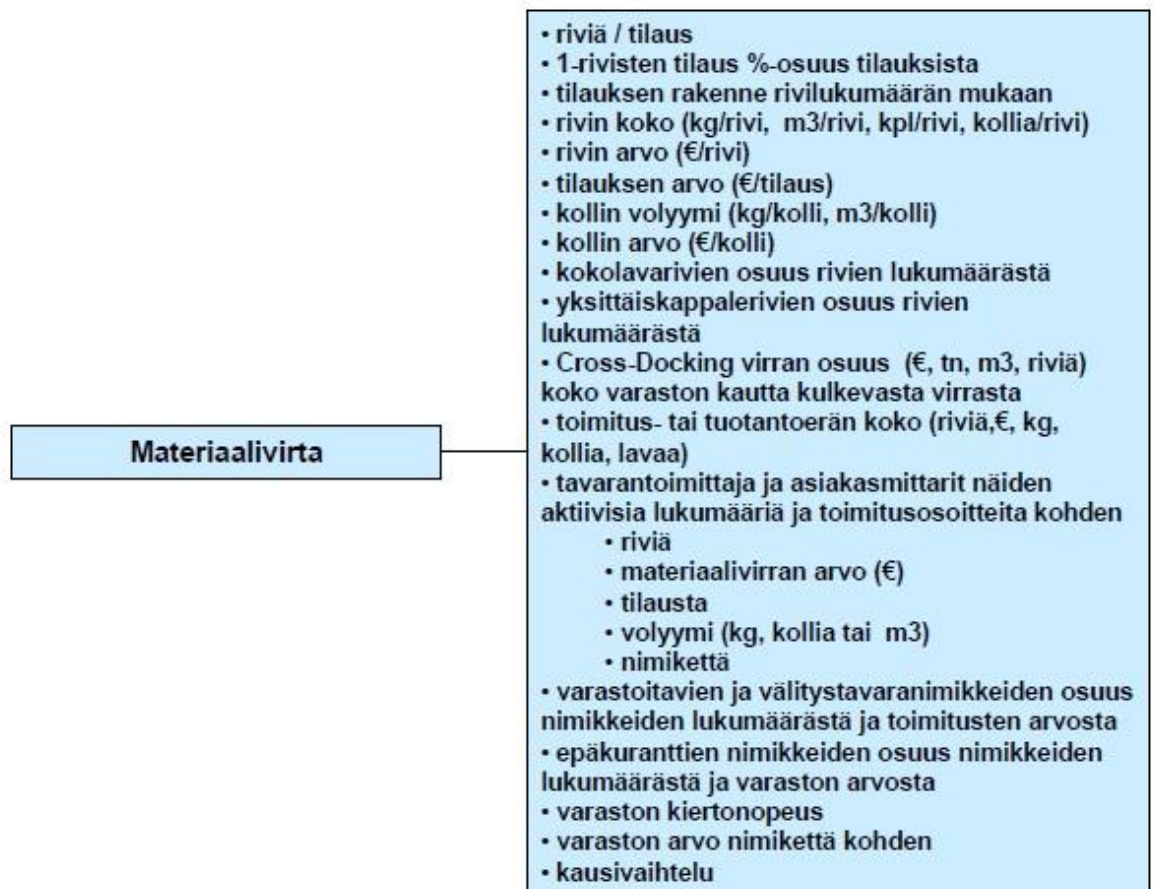 Materiaalivirta
• riviä / tilaus
• 1-rivisten tilaus %-osuus tilauksista
• tilauksen rakenne rivilukumäärän mukaan
• rivin koko (kg/rivi, m3/rivi, kpl/rivi, kollia/rivi)
• rivin arvo (€/rivi)
• tilauksen arvo (€/tilaus)
• kollin volyymi (kg/kolli, m3/kolli)
• kollin arvo (€/kolli)
• kokolavarivien osuus rivien lukumäärästä
• yksittäiskappalerivien osuus rivien
lukumäärästä
• Cross-Docking virran osuus (€, tn, m3, riviä)
koko varaston kautta kulkevasta virrasta
• toimitus- tai tuotantoerän koko (riviä,€, kg,
kollia, lavaa)
• tavarantoimittaja ja asiakasmittarit näiden
aktiivisia lukumääriä ja toimitusosoitteita kohden
• riviä
• materiaalivirran arvo (€)
• tilausta
• volyymi (kg, kollia tai m3)
• nimikettä
• varastoitavien ja välitystavaranimikkeiden osuus
nimikkeiden lukumäärästä ja toimitusten arvosta
• epäkuranttien nimikkeiden osuus nimikkeiden
lukumäärästä ja varaston arvosta
• varaston kiertonopeus
• varaston arvo nimikettä kohden
• kausivaihtelu